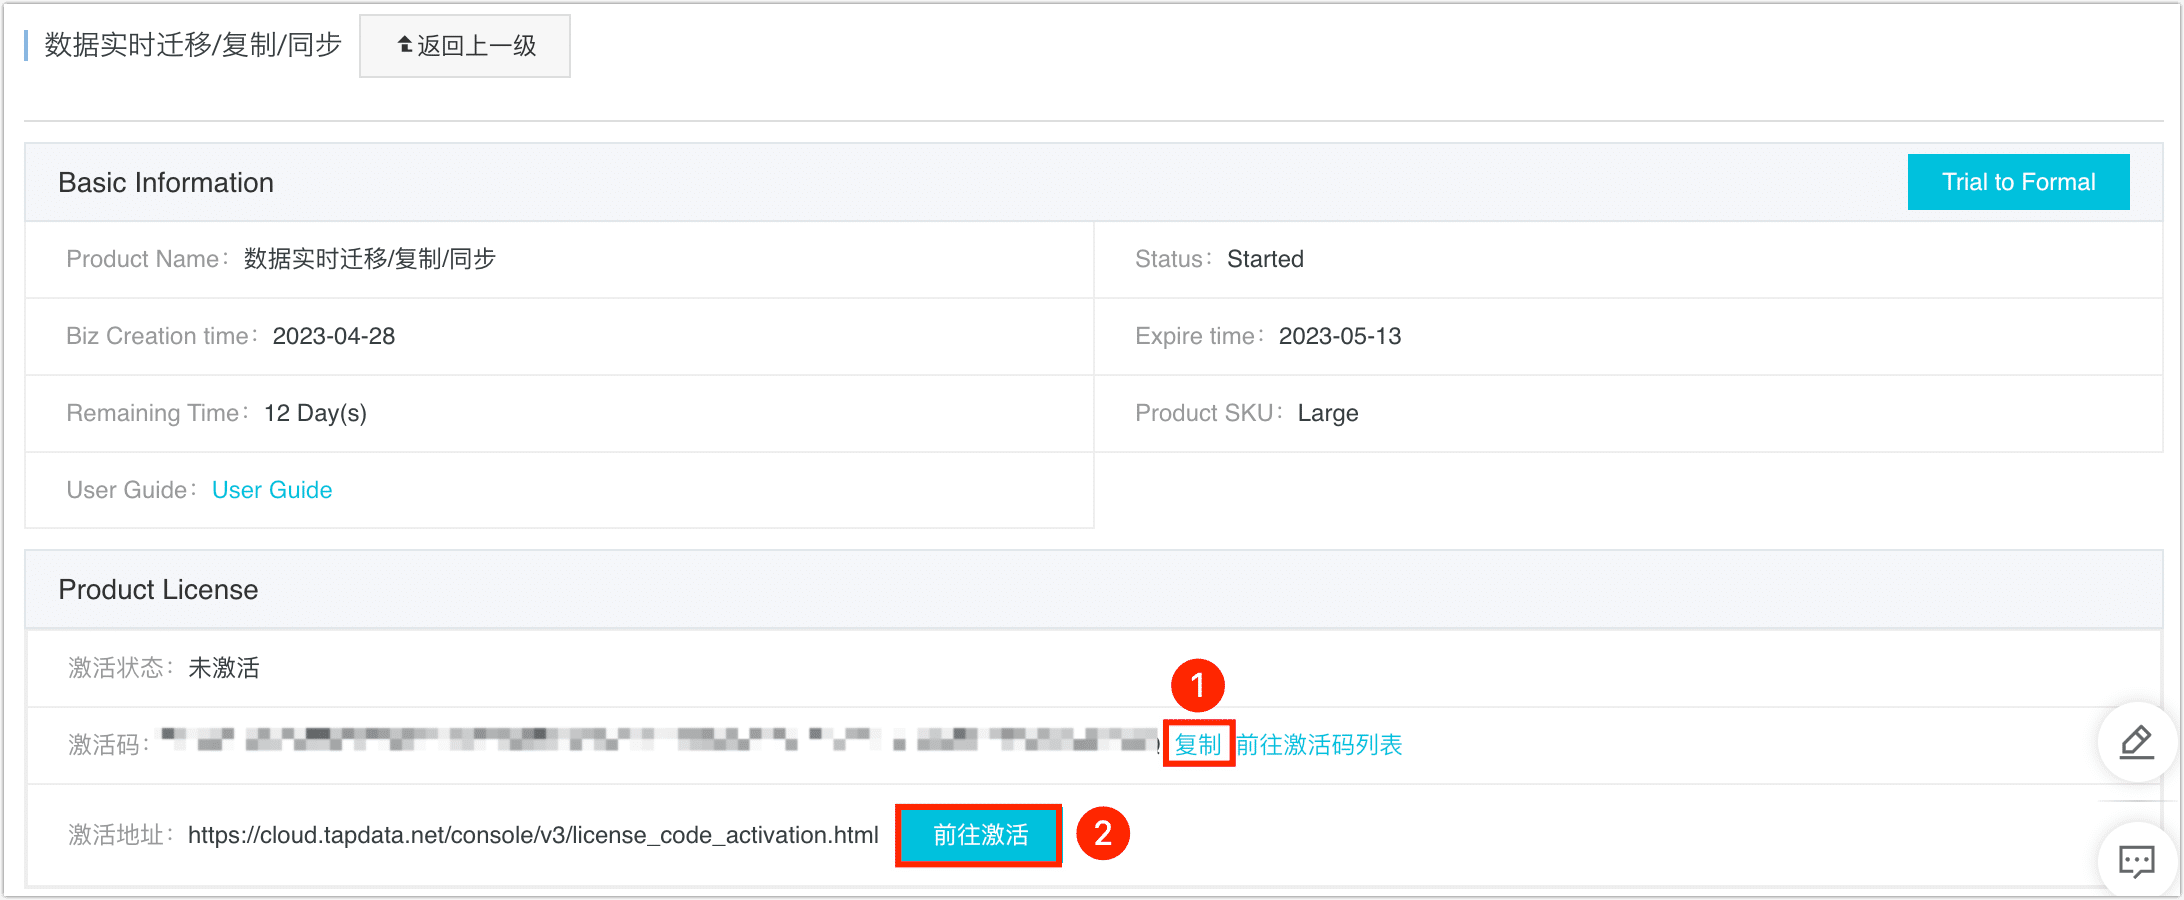 数据实时迁移/复制/同步 返回上一级
Basic Information Trial to Formal
Product Name： 数据实时迁移/复制/同步 Status： Started
Biz Creation time： 2023-04-28 Expire time： 2023-05-13
Remaining Time： 12 Day(s) Product SKU： Large
User Guide： User Guide
Product License
激活状态： 未激活
1
激活码： 复制 前往激活码列表
激活地址： https://cloud.tapdata.net/console/v3/license_code_activation.html 前往激活 2